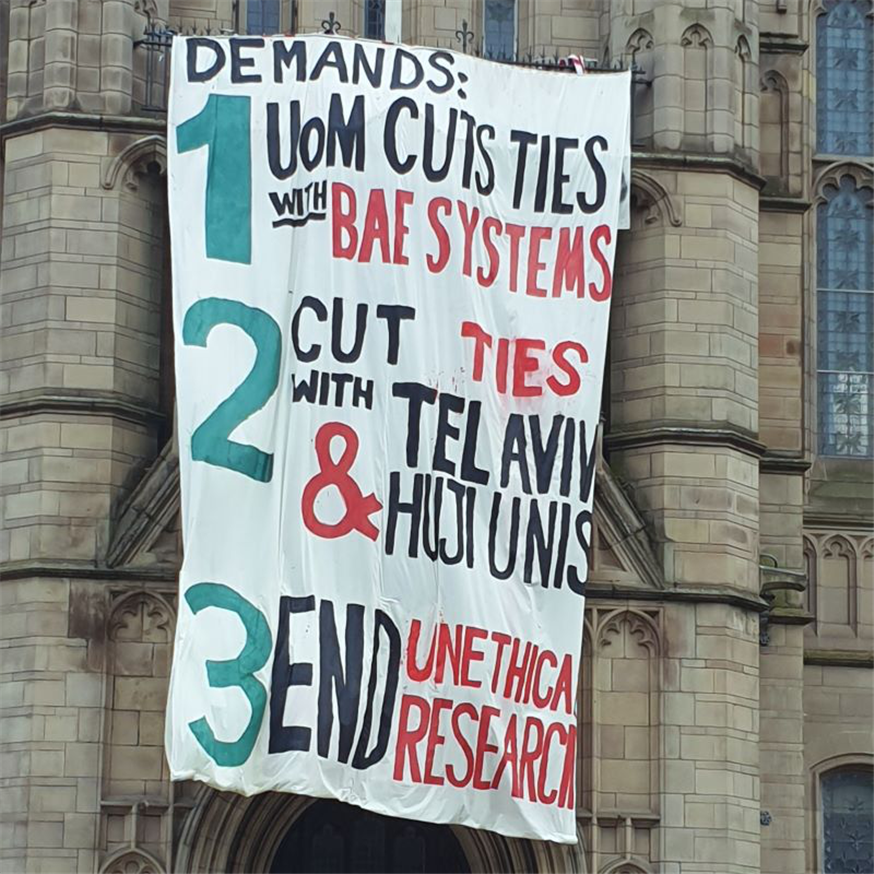 DEMANDS:
1 UoM CUTS TIES
WITH BAE SYSTEMS
2 CUT TIES
WITH TEL AVIV
& HUJI UNIS
3 END UNETHICA
RESEARC